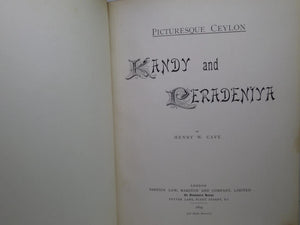 PICTURESQUE CEYLON
KANDY and
PERADENIYA
BY
HENRY W. CAVE
LONDON
SAMPSON LOW, MARSTON AND COMPANY, LIMITED
St. Dunstan's House
FETTER LANE, FLEET STREET, E.C.